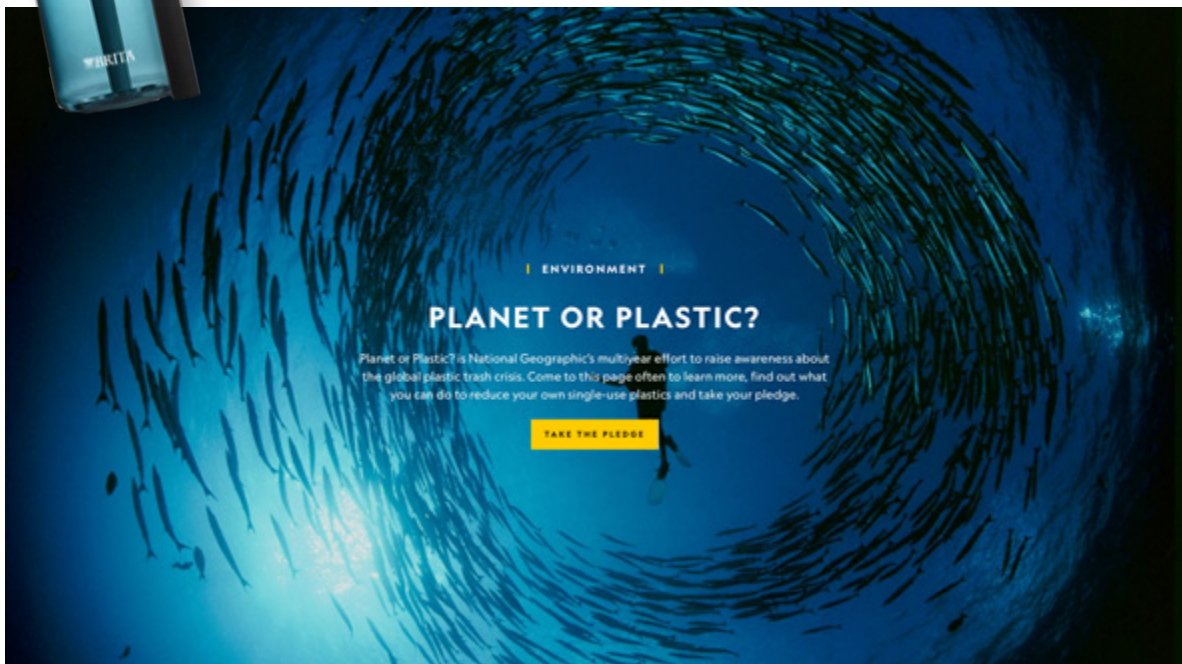 BRITA
ENVIRONMENT
PLANET OR PLASTIC?
Planet or Plastic? is National Geographic's multiyear effort to raise awareness about
the global plastic trash crisis. Come to this page often to learn more, find out what
you can do to reduce your own single-use plastics and take your pledge.
TAKE THE PLEDGE